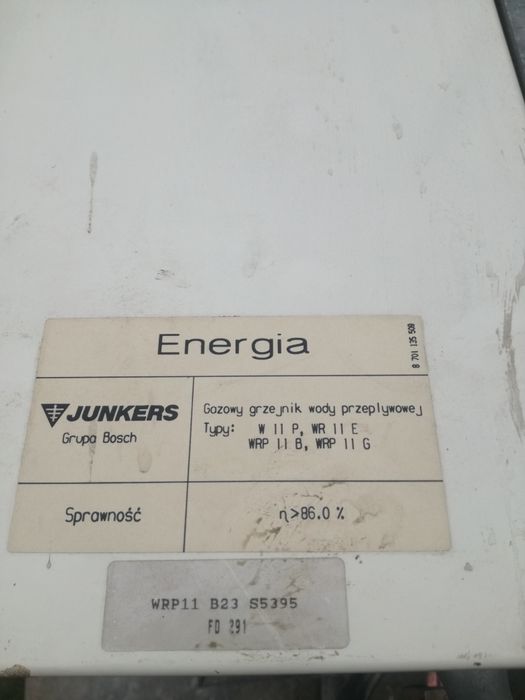 Energia
8 701 135 509
JUNKERS
Grupa Bosch
Gazowy grzejnik wody przepływowej
Typy: W 11 P, WR 11 E
WRP 11 B, WRP 11 G
Sprawność
η>86.0 %
WRP11 B23 S5395
FD 291